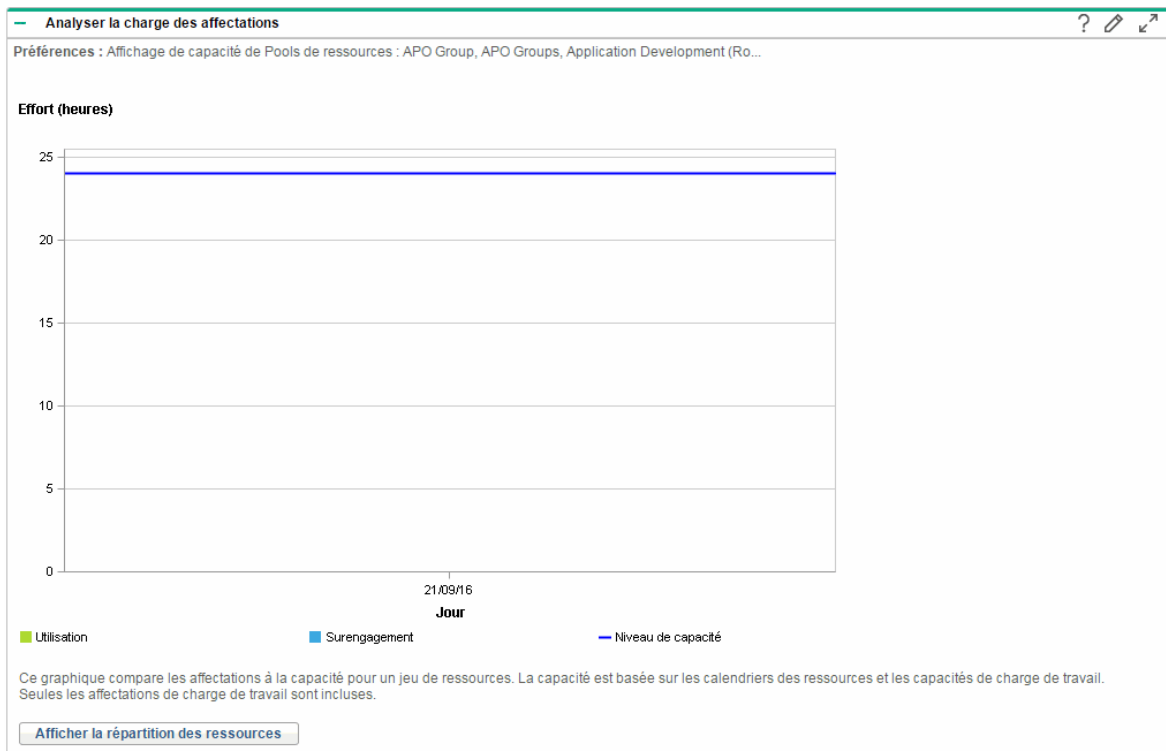 Analyser la charge des affectations
?
Préférences : Affichage de capacité de Pools de ressources : APO Group, APO Groups, Application Development (Ro...
Effort (heures)
25
20
15
10
5
0
21/09/16
Jour
Utilisation
Surengagement
Niveau de capacité
Ce graphique compare les affectations à la capacité pour un jeu de ressources. La capacité est basée sur les calendriers des ressources et les capacités de charge de travail.
Seules les affectations de charge de travail sont incluses.
Afficher la répartition des ressources